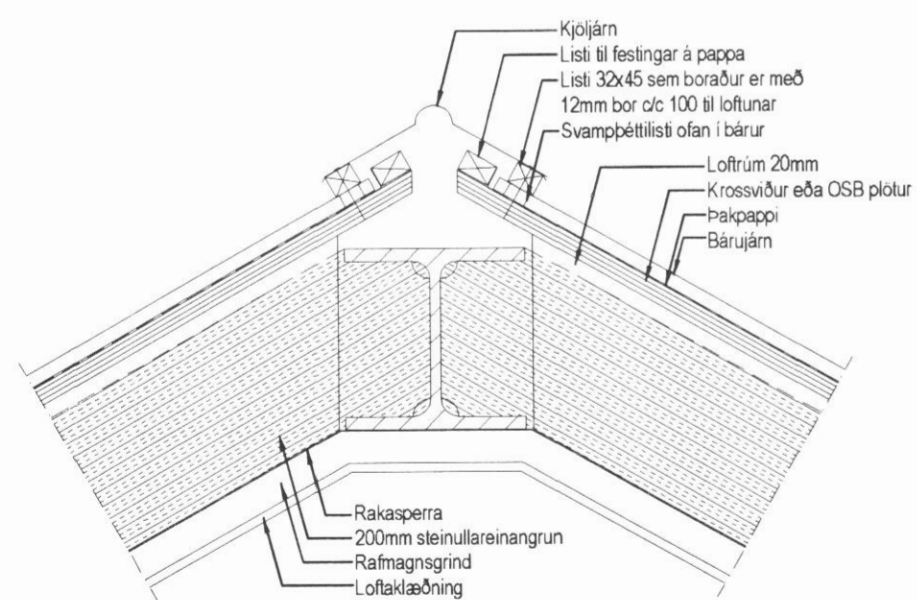 Kjöljárn
Listi til festingar á pappa
Listi 32x45 sem boraður er með
12mm bor c/c 100 til loftunar
Svampþéttilisti ofan í bárur
Loftrúm 20mm
Krossviður eða OSB plötur
Þakpappi
Bárujárn
Rakasperra
200mm steinullareinangrun
Rafmagnsgrind
Loftaklæðning